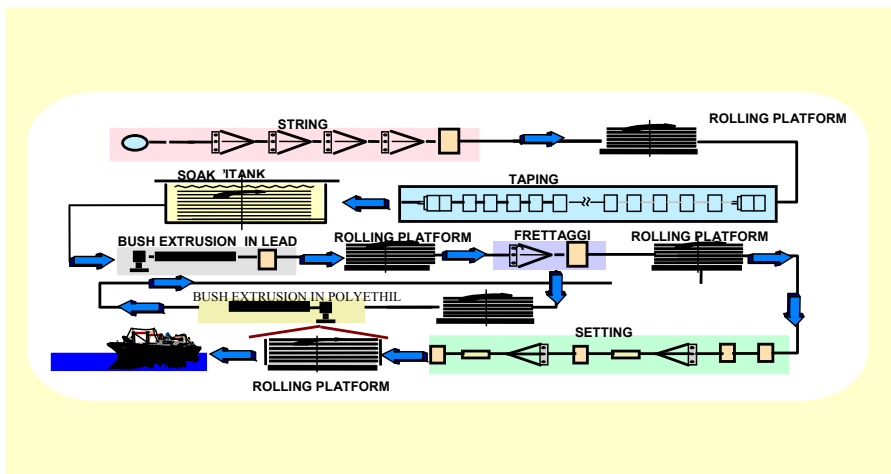 STRING
ROLLING PLATFORM
SOAK 'ITANK
TAPING
BUSH EXTRUSION IN LEAD
ROLLING PLATFORM
FRETTAGGI
ROLLING PLATFORM
BUSH EXTRUSION IN POLYETHIL
SETTING
ROLLING PLATFORM